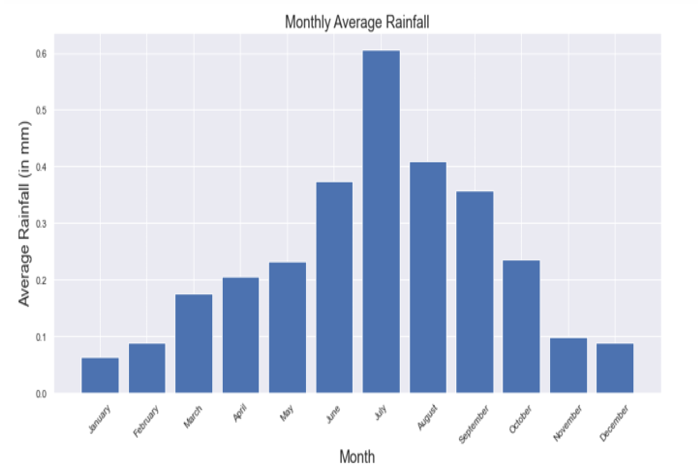 Monthly Average Rainfall
Average Rainfall (in mm)
0.6
0.5
0.4
0.3
0.2
0.1
0.0
January
February
March
April
May
June
July
August
September
October
November
December
Month